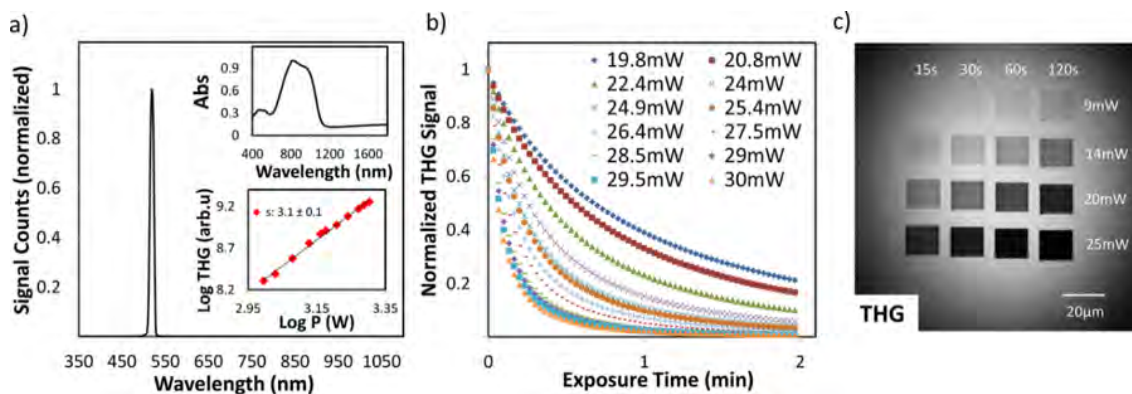 a)
Signal Counts (normalized)
1
0.8
0.6
0.4
0.2
350 450 550 650 750 850 950 1050
Wavelength (nm)
Abs
0.9
0.6
0.3
0
400 800 1200 1600
Wavelength (nm)
Log THG (arb.u)
9.2
8.7
8.2
s: 3.1 ± 0.1
2.95 3.15 3.35
Log P (W)
b)
Normalized THG Signal
1
0.8
0.6
0.4
0.2
19.8mW 20.8mW
22.4mW 24mW
24.9mW 25.4mW
26.4mW 27.5mW
28.5mW 29mW
29.5mW 30mW
0 1 2
Exposure Time (min)
c)
15s 30s 60s 120s
9mW
14mW
20mW
25mW
THG
20µm